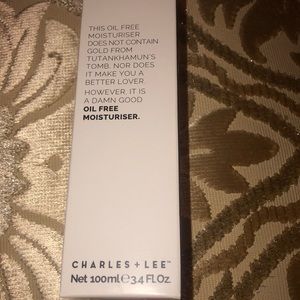 THIS OIL FREE
MOISTURISER
DOES NOT CONTAIN
GOLD FROM
TUTANKHAMUN'S
TOMB, NOR DOES
IT MAKE YOU A
BETTER LOVER.
HOWEVER, IT IS
A DAMN GOOD
OIL FREE
MOISTURISER.
CHARLES + LEE™
Net 100ml ℮ 3.4 Fl.Oz.